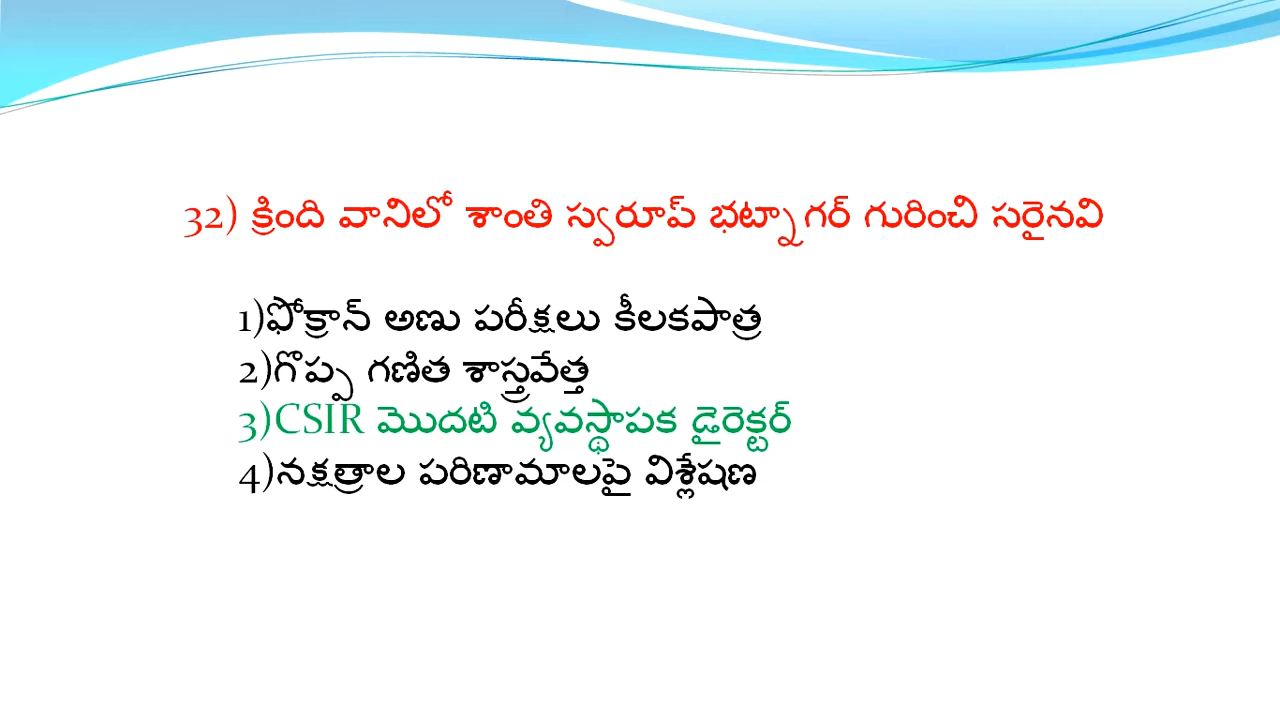 32) క్రింది వానిలో శాంతి స్వరూప్ భట్నాగర్ గురించి సరైనవి
1)ఫోక్రాన్ అణు పరీక్షలు కీలకపాత్ర
2)గొప్ప గణిత శాస్త్రవేత్త
3)CSIR మొదటి వ్యవస్థాపక డైరెక్టర్
4)నక్షత్రాల పరిణామాలపై విశ్లేషణ